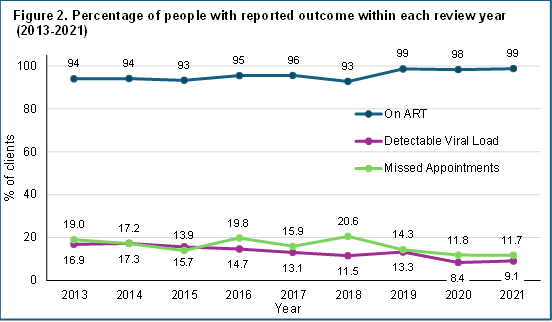 Figure 2. Percentage of people with reported outcome within each review year
(2013-2021)
% of clients
100
80
60
40
20
0
94 94 93 95 96 93 99 98 99
On ART
Detectable Viral Load
Missed Appointments
19.0 17.2 13.9 19.8 15.9 20.6 14.3 11.8 11.7
16.9 17.3 15.7 14.7 13.1 11.5 13.3 8.4 9.1
2013 2014 2015 2016 2017 2018 2019 2020 2021
Year